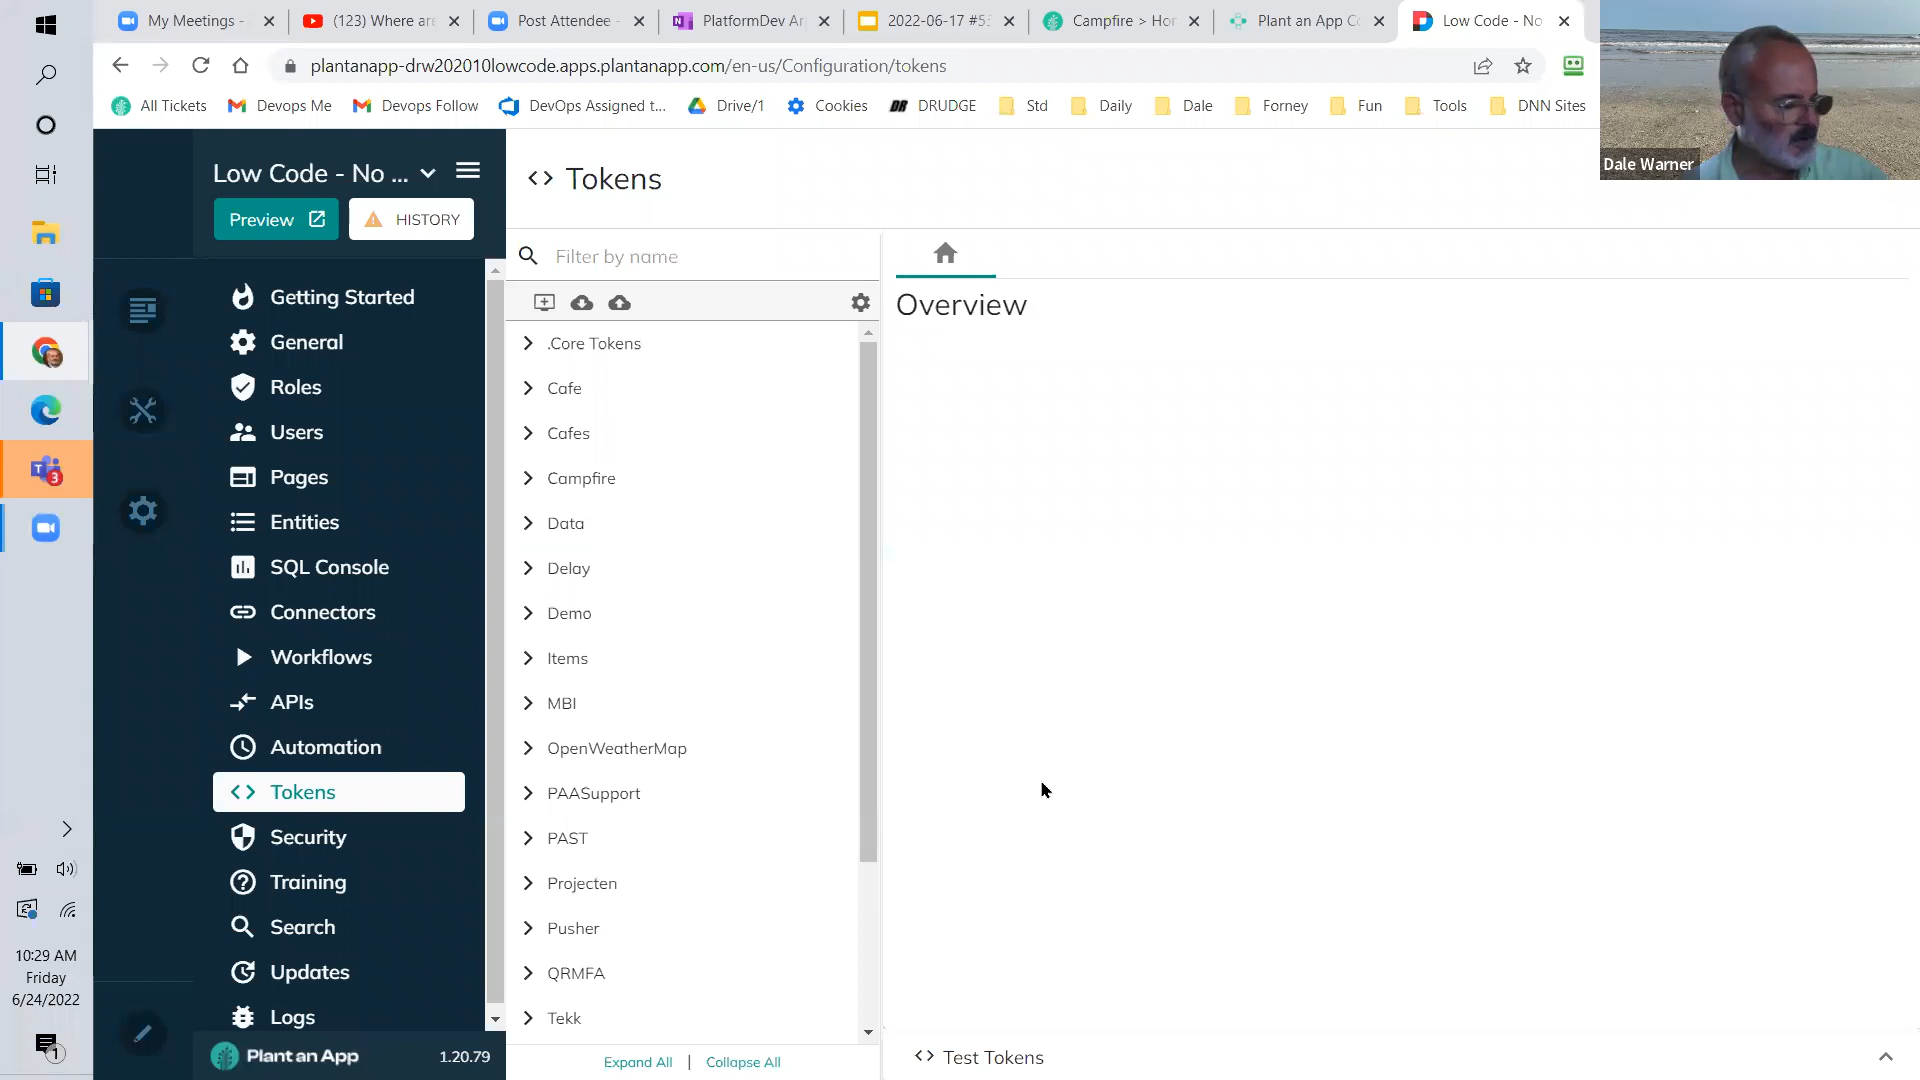 My Meetings -
(123) Where are
Post Attendee -
PlatformDev Ar
2022-06-17 #5
Campfire > Hor
Plant an App Co
Low Code - No
plantanapp-drw202010lowcode.apps.plantanapp.com/en-us/Configuration/tokens
All Tickets
Devops Me
Devops Follow
DevOps Assigned t...
Drive/1
Cookies
DR DRUDGE
Std
Daily
Dale
Forney
Fun
Tools
DNN Sites
Dale Warner
Low Code - No ...
Preview
HISTORY
Getting Started
General
Roles
Users
Pages
Entities
SQL Console
Connectors
Workflows
APIs
Automation
Tokens
Security
Training
Search
Updates
Logs
Plant an App
1.20.79
<> Tokens
Filter by name
.Core Tokens
Cafe
Cafes
Campfire
Data
Delay
Demo
Items
MBI
OpenWeatherMap
PAASupport
PAST
Projecten
Pusher
QRMFA
Tekk
Expand All | Collapse All
Overview
<> Test Tokens
T 3
10:29 AM
Friday
6/24/2022
1